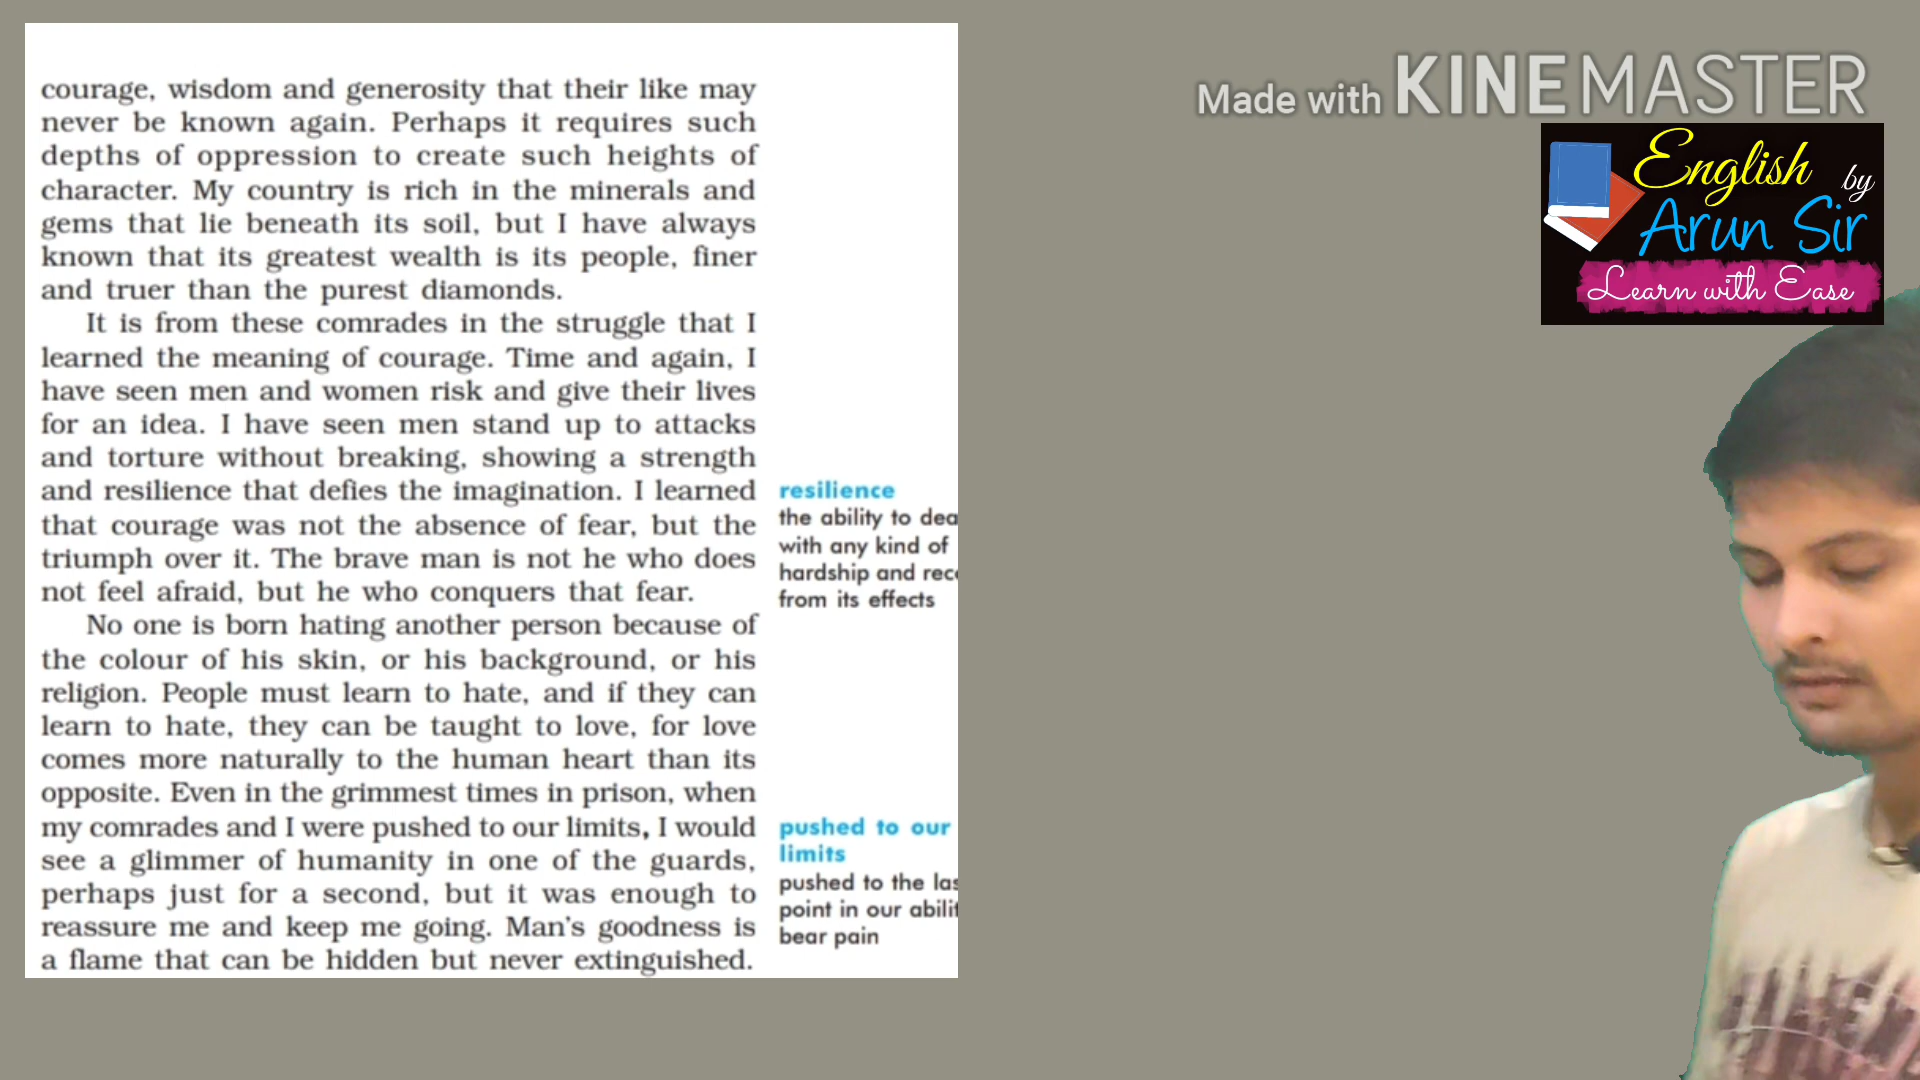 courage, wisdom and generosity that their like may
never be known again. Perhaps it requires such
depths of oppression to create such heights of
character. My country is rich in the minerals and
gems that lie beneath its soil, but I have always
known that its greatest wealth is its people, finer
and truer than the purest diamonds.
It is from these comrades in the struggle that I
learned the meaning of courage. Time and again, I
have seen men and women risk and give their lives
for an idea. I have seen men stand up to attacks
and torture without breaking, showing a strength
and resilience that defies the imagination. I learned
that courage was not the absence of fear, but the
triumph over it. The brave man is not he who does
not feel afraid, but he who conquers that fear.
No one is born hating another person because of
the colour of his skin, or his background, or his
religion. People must learn to hate, and if they can
learn to hate, they can be taught to love, for love
comes more naturally to the human heart than its
opposite. Even in the grimmest times in prison, when
my comrades and I were pushed to our limits, I would
see a glimmer of humanity in one of the guards,
perhaps just for a second, but it was enough to
reassure me and keep me going. Man's goodness is
a flame that can be hidden but never extinguished.
resilience
the ability to
with any kind of
hardship and
from its effects
pushed to our
limits
pushed to the
point in our
bear pain
Made with KINEMASTER
English by
Arun Sir
Learn with Ease